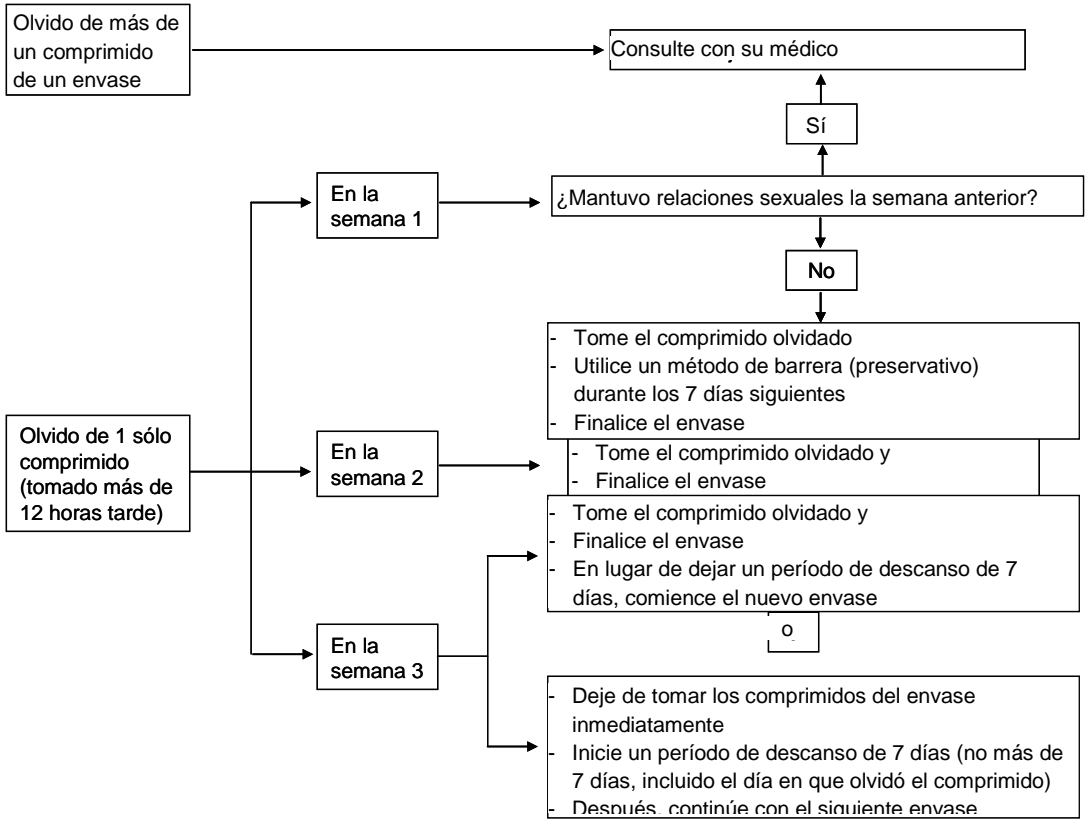 Olvido de más de
un comprimido
de un envase
Consulte con su médico
Sí
En la
semana 1
¿Mantuvo relaciones sexuales la semana anterior?
No
- Tome el comprimido olvidado
- Utilice un método de barrera (preservativo)
durante los 7 días siguientes
- Finalice el envase
Olvido de 1 sólo
comprimido
(tomado más de
12 horas tarde)
En la
semana 2
- Tome el comprimido olvidado y
- Finalice el envase
- Tome el comprimido olvidado y
- Finalice el envase
- En lugar de dejar un período de descanso de 7
días, comience el nuevo envase
o
En la
semana 3
- Deje de tomar los comprimidos del envase
inmediatamente
- Inicie un período de descanso de 7 días (no más de
7 días, incluido el día en que olvidó el comprimido)
- Después, continúe con el siguiente envase